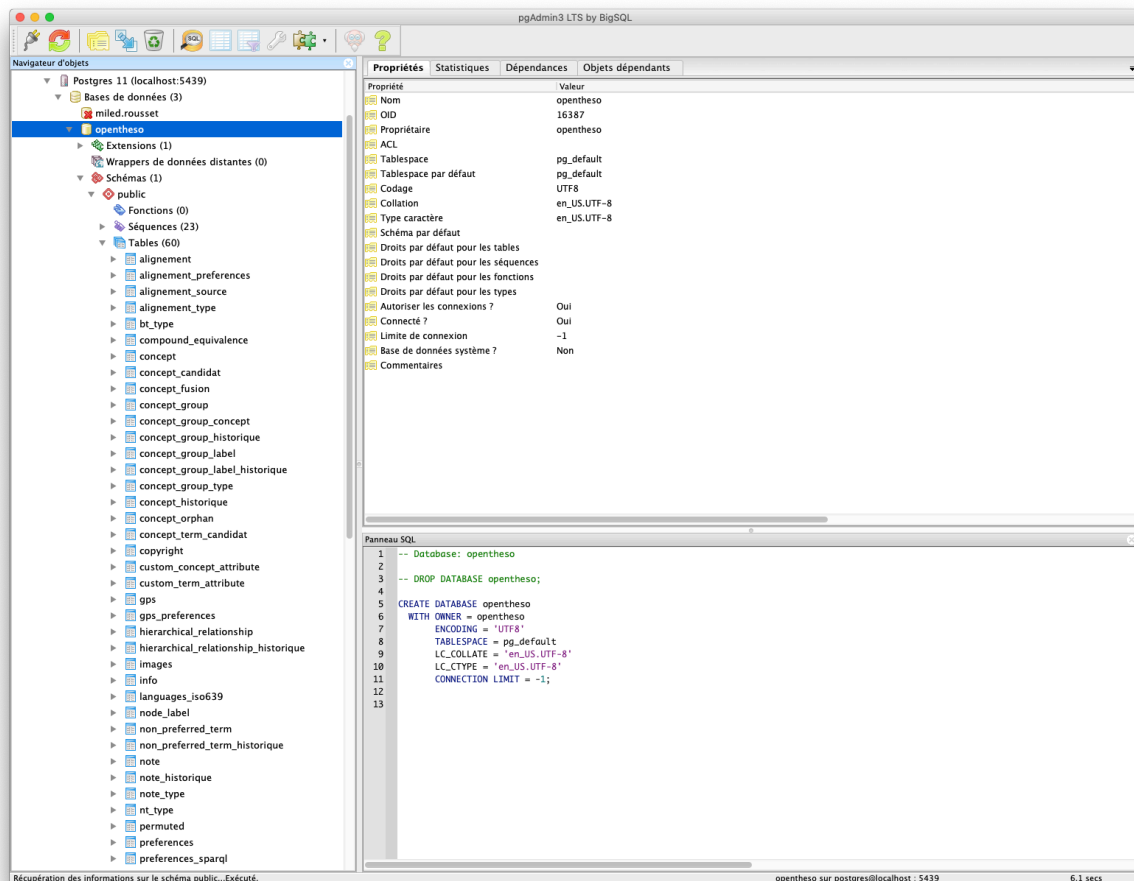 pgAdmin3 LTS by BigSQL
SQL
Navigateur d'objets
Postgres 11 (localhost:5439)
Bases de données (3)
miled.rousset
opentheso
Extensions (1)
Wrappers de données distantes (0)
Schémas (1)
public
Fonctions (0)
Séquences (23)
Tables (60)
alignement
alignement_preferences
alignement_source
alignement_type
bt_type
compound_equivalence
concept
concept_candidat
concept_fusion
concept_group
concept_group_concept
concept_group_historique
concept_group_label
concept_group_label_historique
concept_group_type
concept_historique
concept_orphan
concept_term_candidat
copyright
custom_concept_attribute
custom_term_attribute
gps
gps_preferences
hierarchical_relationship
hierarchical_relationship_historique
images
info
languages_iso639
node_label
non_preferred_term
non_preferred_term_historique
note
note_historique
note_type
nt_type
permuted
preferences
preferences_sparql
Propriétés Statistiques Dépendances Objets dépendants
Propriété Valeur
Nom opentheso
OID 16387
Propriétaire opentheso
ACL
Tablespace pg_default
Tablespace par défaut pg_default
Codage UTF8
Collation en_US.UTF-8
Type caractère en_US.UTF-8
Schéma par défaut
Droits par défaut pour les tables
Droits par défaut pour les séquences
Droits par défaut pour les fonctions
Droits par défaut pour les types
Autoriser les connexions ? Oui
Connecté ? Oui
Limite de connexion -1
Base de données système ? Non
Commentaires
Panneau SQL
1 -- Database: opentheso
2
3 -- DROP DATABASE opentheso;
4
5 CREATE DATABASE opentheso
6 WITH OWNER = opentheso
7 ENCODING = 'UTF8'
8 TABLESPACE = pg_default
9 LC_COLLATE = 'en_US.UTF-8'
10 LC_CTYPE = 'en_US.UTF-8'
11 CONNECTION LIMIT = -1;
12
13
Récupération des informations sur le schéma public...Exécuté. opentheso sur postgres@localhost : 5439 6.1 secs